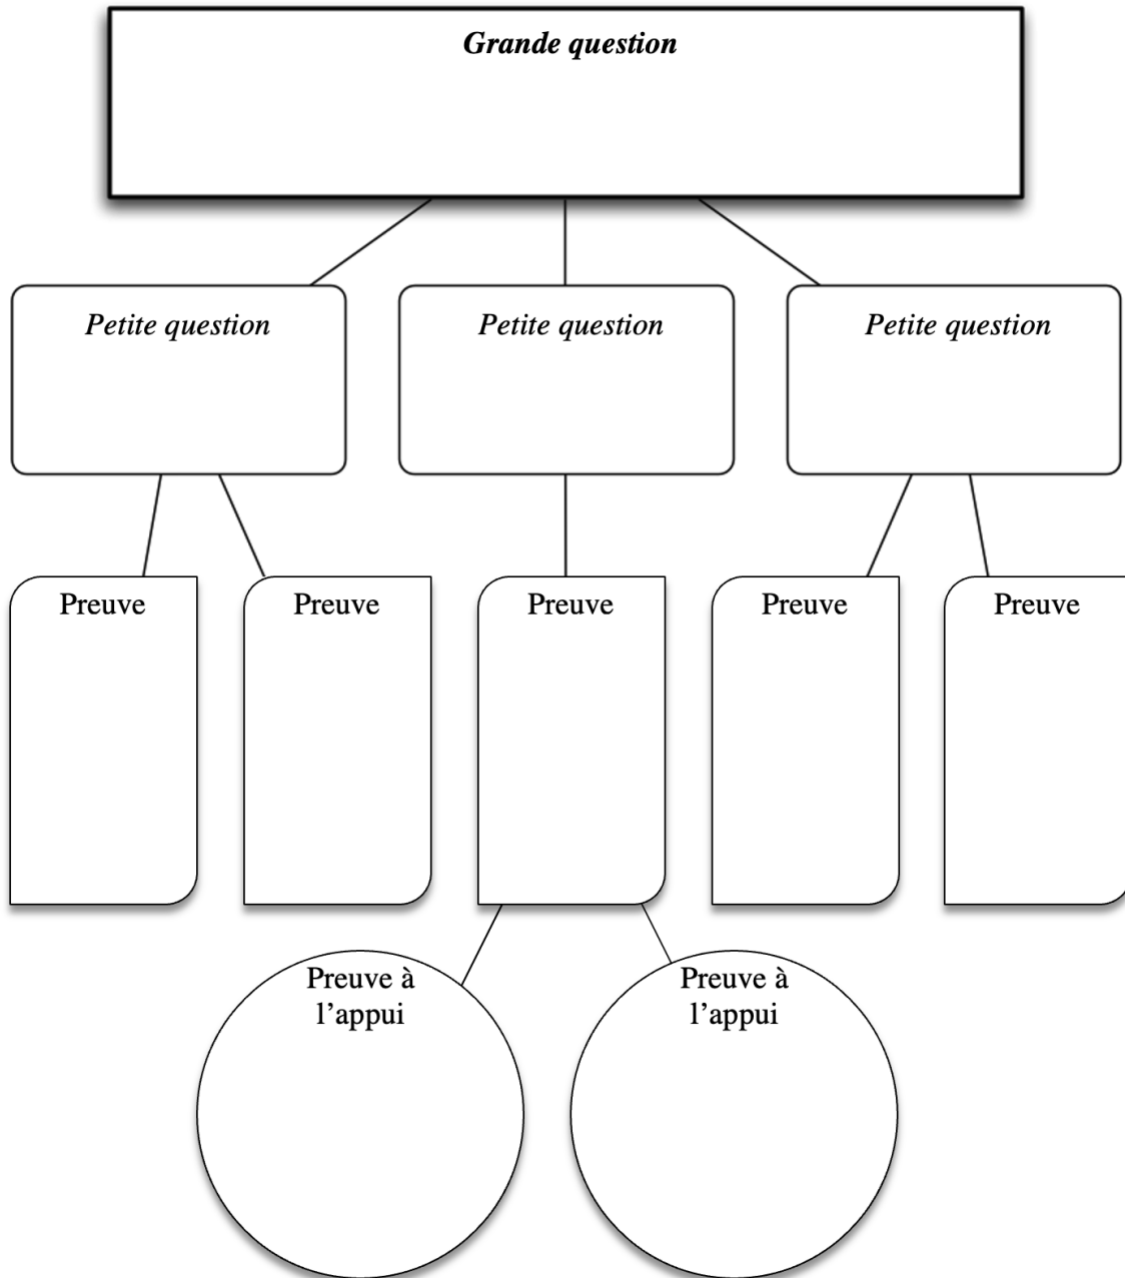 Grande question
Petite question
Petite question
Petite question
Preuve
Preuve
Preuve
Preuve
Preuve
Preuve à
l’appui
Preuve à
l’appui